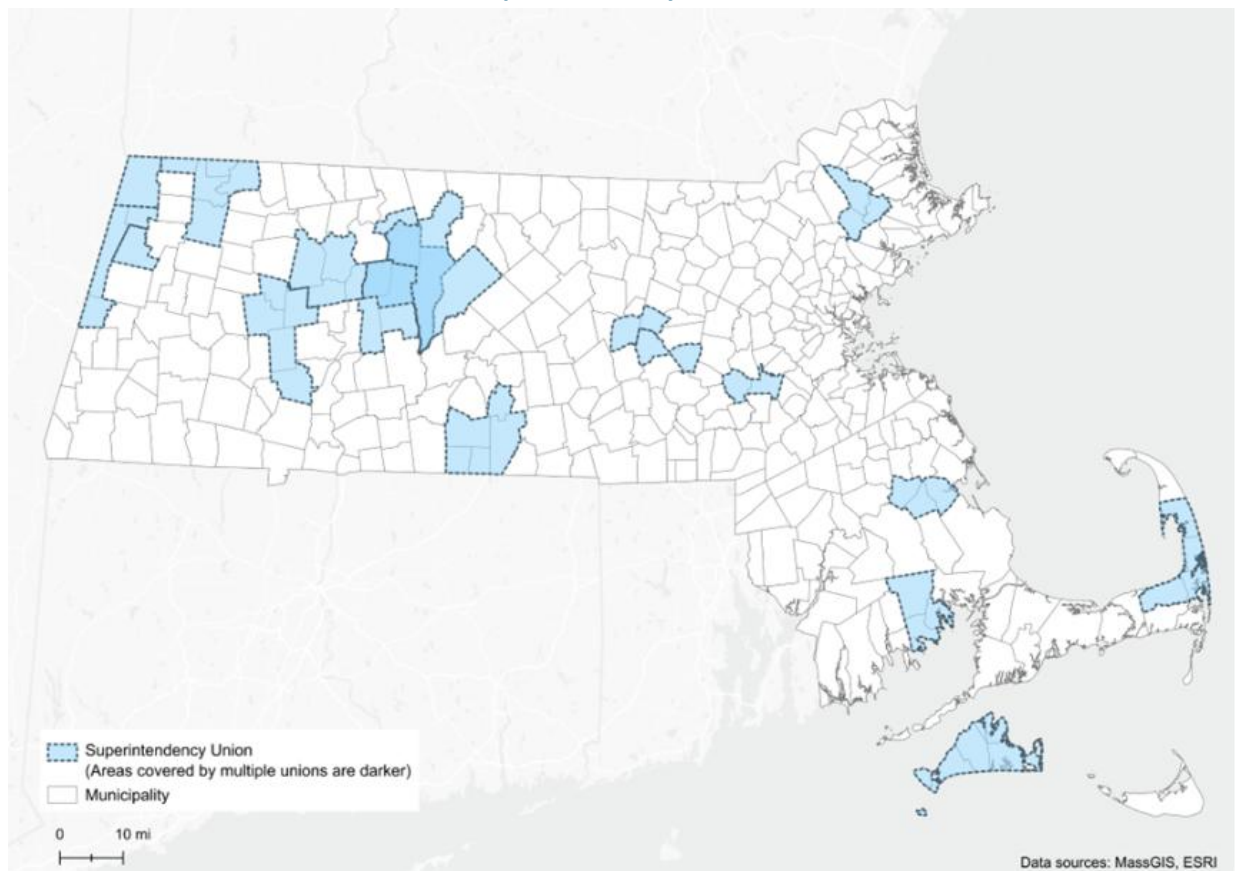 Superintendency Union
(Areas covered by multiple unions are darker)
Municipality
0 10 mi
Data sources: MassGIS, ESRI